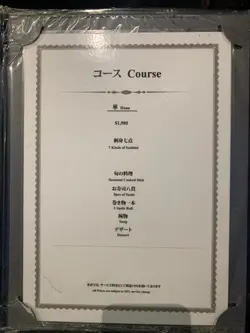 コース Course
華 Hana
刺身七点
7 Kinds of Sashimi
旬の料理
Seasonal Cooked Dish
お寿司八貫
8pcs of Sushi
巻き物一本
1 Sushi Roll
椀物
Soup
デザート
Dessert